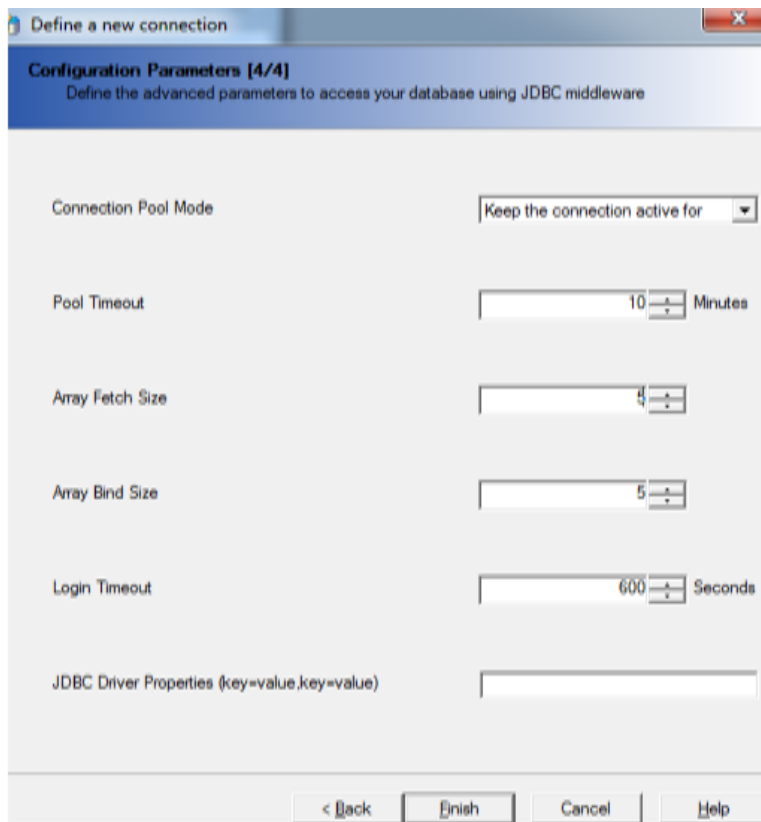 Define a new connection
Configuration Parameters [4/4]
Define the advanced parameters to access your database using JDBC middleware
Connection Pool Mode
Keep the connection active for
Pool Timeout
10
Minutes
Array Fetch Size
5
Array Bind Size
5
Login Timeout
600
Seconds
JDBC Driver Properties (key=value,key=value)
< Back
Finish
Cancel
Help